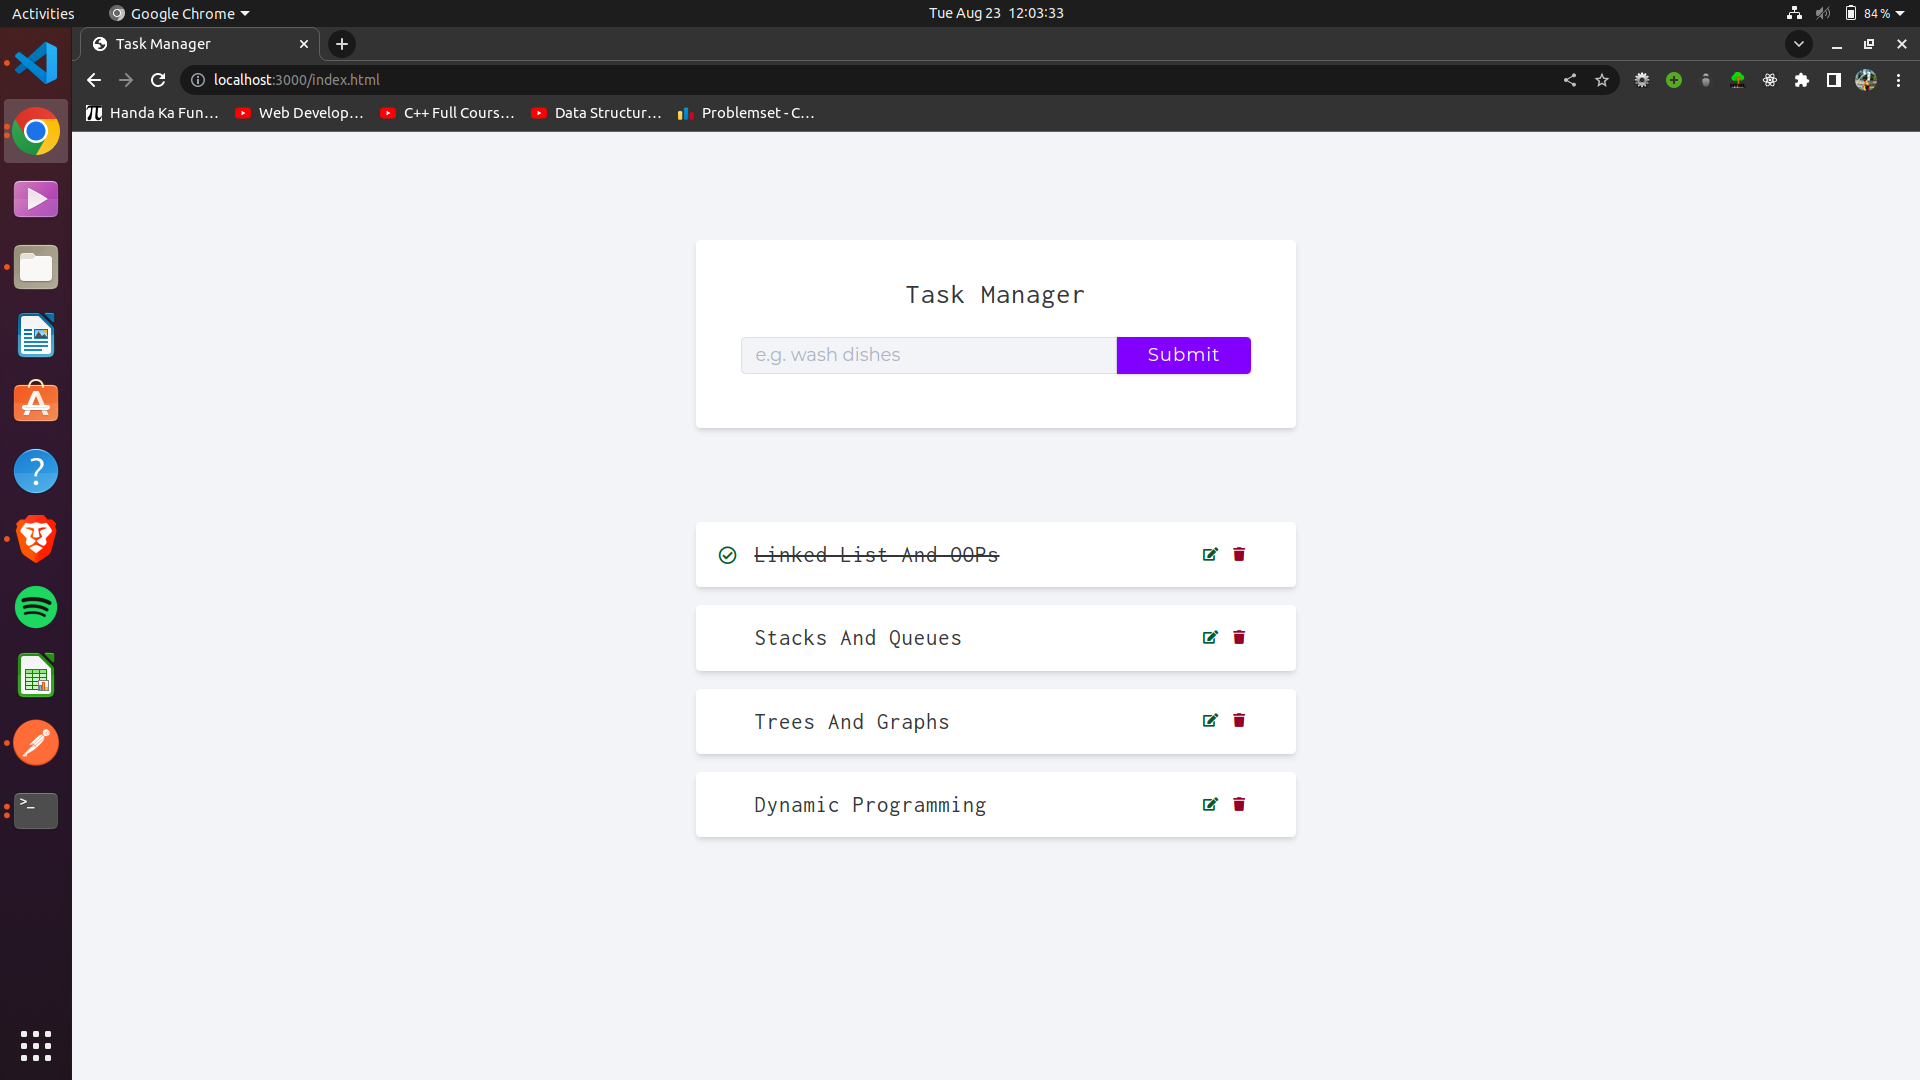 Activities
Google Chrome
Tue Aug 23 12:03:33
84 %
Task Manager
localhost:3000/index.html
Handa Ka Fun...
Web Develop...
C++ Full Cours...
Data Structur...
Problemset - C...
Task Manager
e.g. wash dishes
Submit
Linked List And OOPs
Stacks And Queues
Trees And Graphs
Dynamic Programming
>_